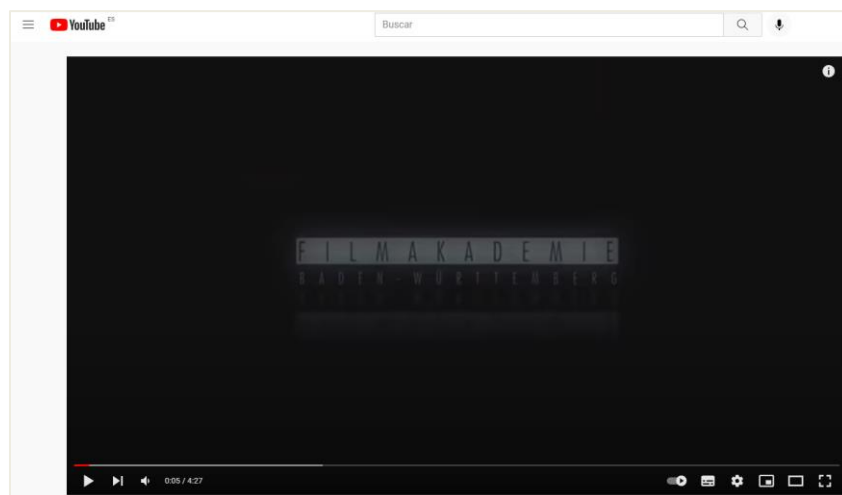 YouTube ES
Buscar
FILMAKADEMIE
BADEN-WÜRTTEMBERG
0:05 / 4:27